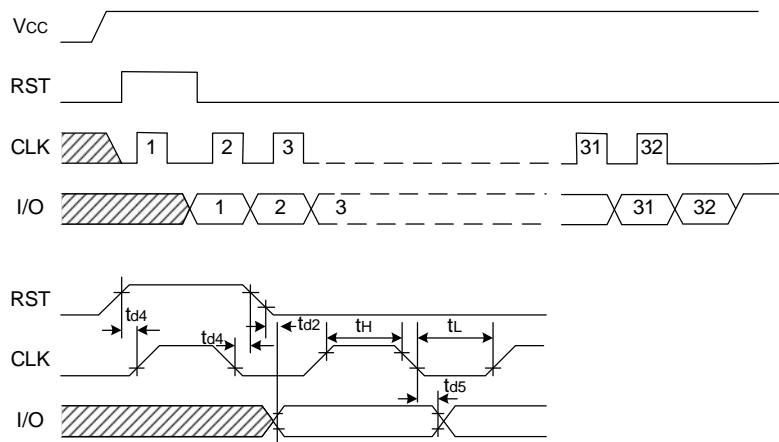 Vcc
RST
CLK 1 2 3 31 32
I/O 1 2 3 31 32
RST
td4 td4 td2 tH tL
CLK
td5
I/O